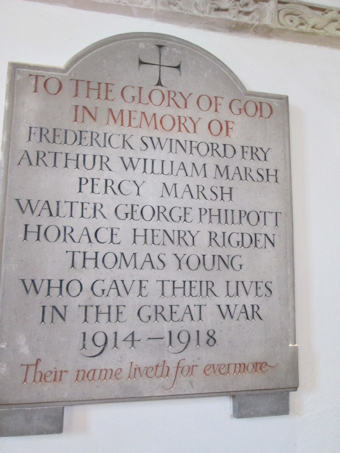 TO THE GLORY OF GOD
IN MEMORY OF
FREDERICK SWINFORD FRY
ARTHUR WILLIAM MARSH
PERCY MARSH
WALTER GEORGE PHILPOTT
HORACE HENRY RIGDEN
THOMAS YOUNG
WHO GAVE THEIR LIVES
IN THE GREAT WAR
1914–1918
Their name liveth for evermore